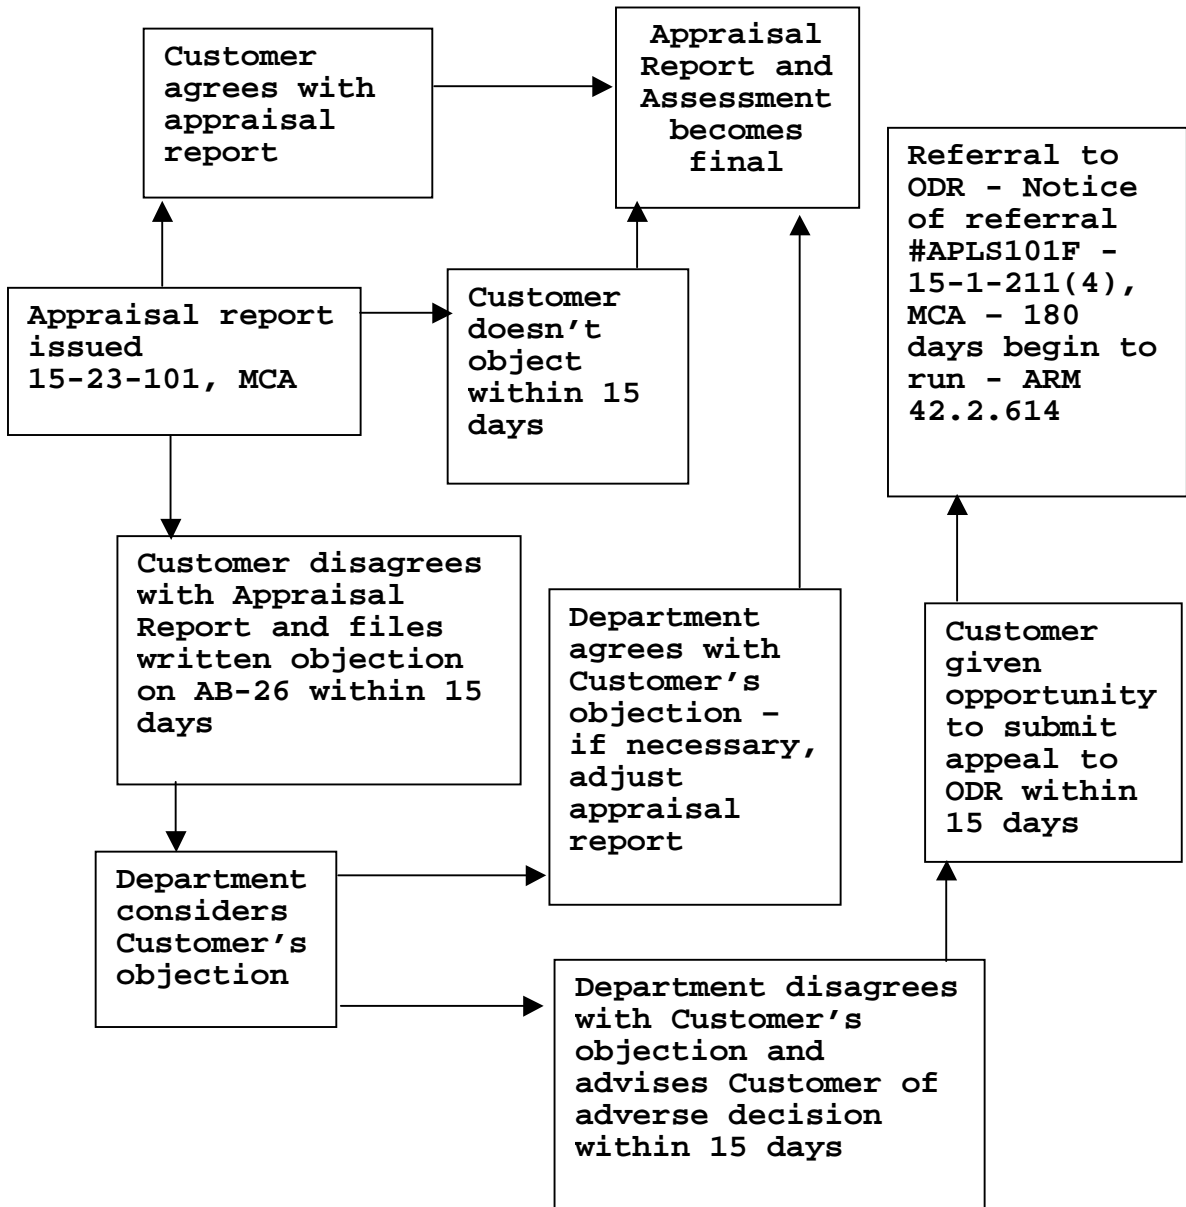 Customer
agrees with
appraisal
report
Appraisal
Report and
Assessment
becomes
final
Referral to
ODR - Notice
of referral
#APLS101F -
15-1-211(4),
MCA – 180
days begin to
run - ARM
42.2.614
Appraisal report
issued
15-23-101, MCA
Customer
doesn’t
object
within 15
days
Customer disagrees
with Appraisal
Report and files
written objection
on AB-26 within 15
days
Department
agrees with
Customer’s
objection –
if necessary,
adjust
appraisal
report
Customer
given
opportunity
to submit
appeal to
ODR within
15 days
Department
considers
Customer’s
objection
Department disagrees
with Customer’s
objection and
advises Customer of
adverse decision
within 15 days